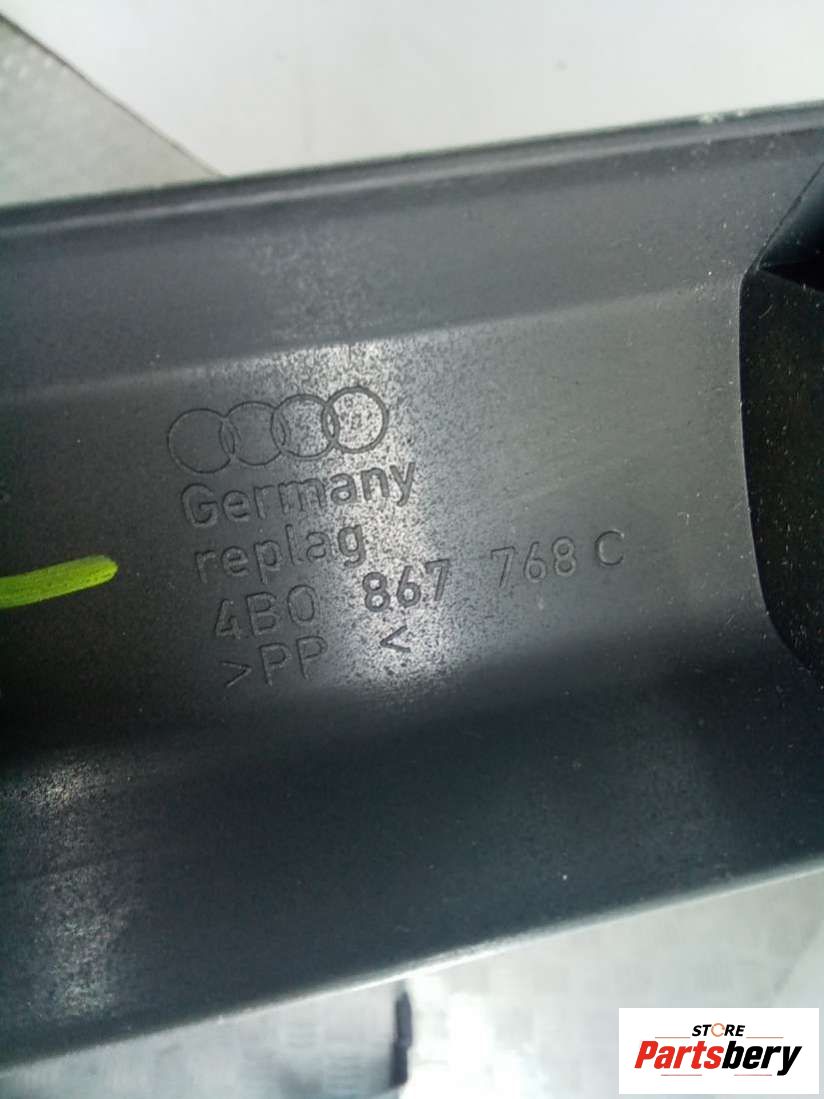 Germany
replag
4B0 867 768 C
>PP <
STORE
Partsbery